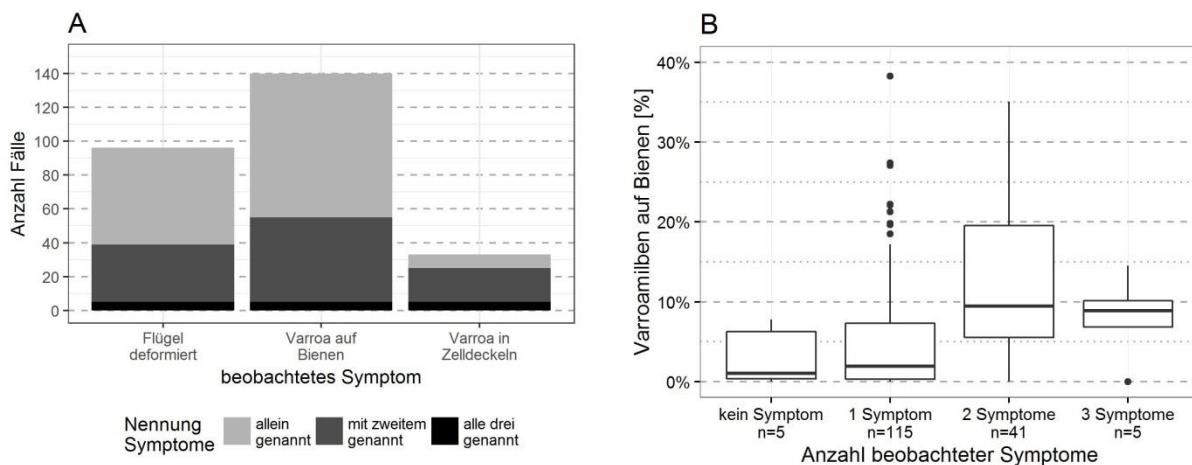 A
Anzahl Fälle
140
120
100
80
60
40
20
0
Flügel
deformiert
Varroa auf
Bienen
Varroa in
Zelldeckeln
beobachtetes Symptom
Nennung
Symptome
allein
genannt
mit zweitem
genannt
alle drei
genannt
B
Varroamilben auf Bienen [%]
40%
30%
20%
10%
0%
kein Symptom
n=5
1 Symptom
n=115
2 Symptome
n=41
3 Symptome
n=5
Anzahl beobachteter Symptome